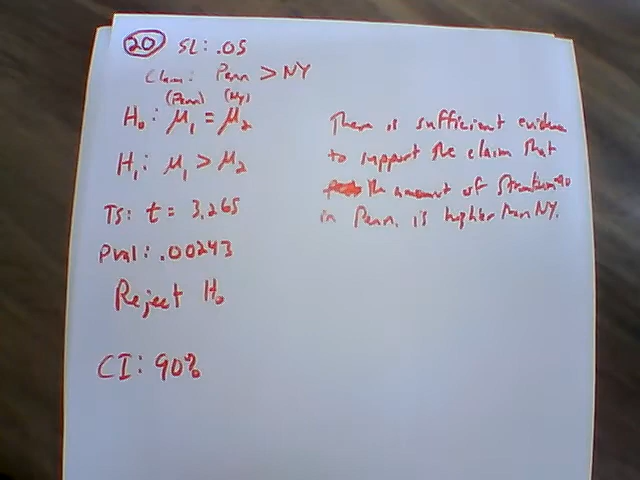 20 SL: .05
Claim: Penn > NY
(Penn) (NY)
H₀: μ₁ = μ₂
H₁: μ₁ > μ₂
TS: t = 3.265
Pval: .00243
Reject H₀
CI: 90%
There is sufficient evidence
to support the claim that
the amount of Strontium-90
in Penn. is higher than NY.